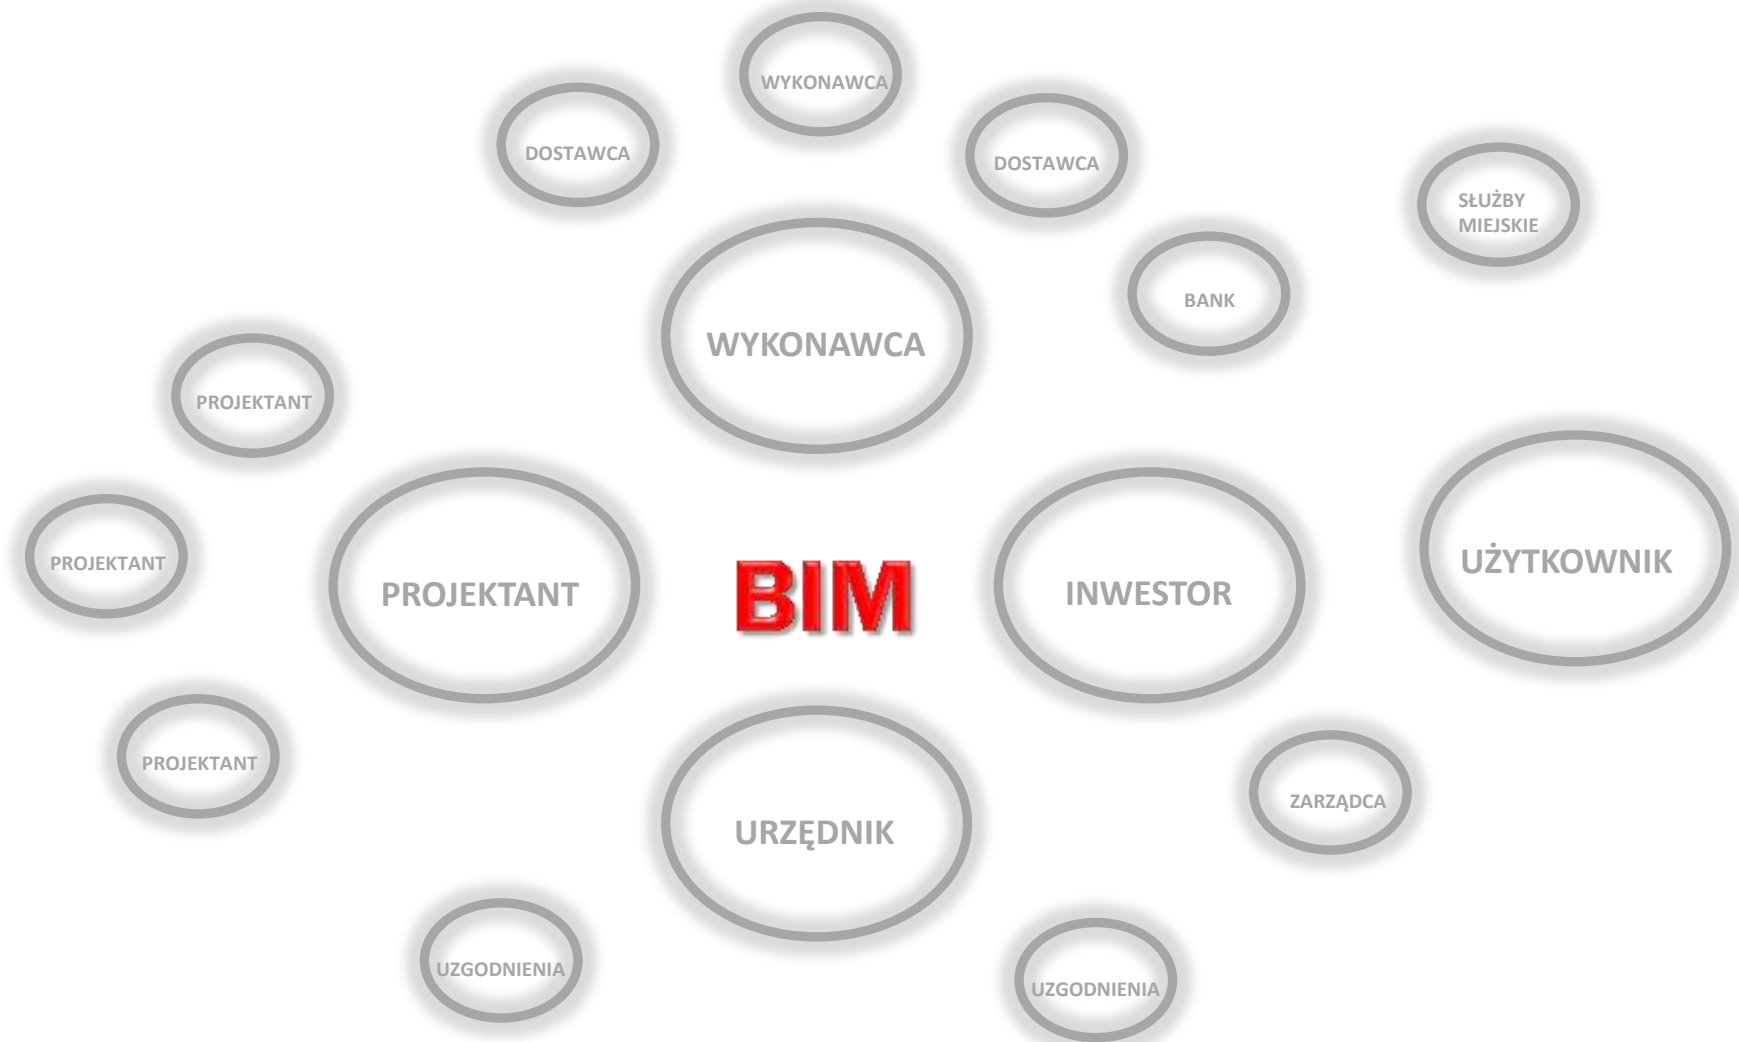 WYKONAWCA
DOSTAWCA
DOSTAWCA
SŁUŻBY
MIEJSKIE
BANK
WYKONAWCA
PROJEKTANT
PROJEKTANT
PROJEKTANT
BIM
INWESTOR
UŻYTKOWNIK
PROJEKTANT
ZARZĄDCA
URZĘDNIK
UZGODNIENIA
UZGODNIENIA